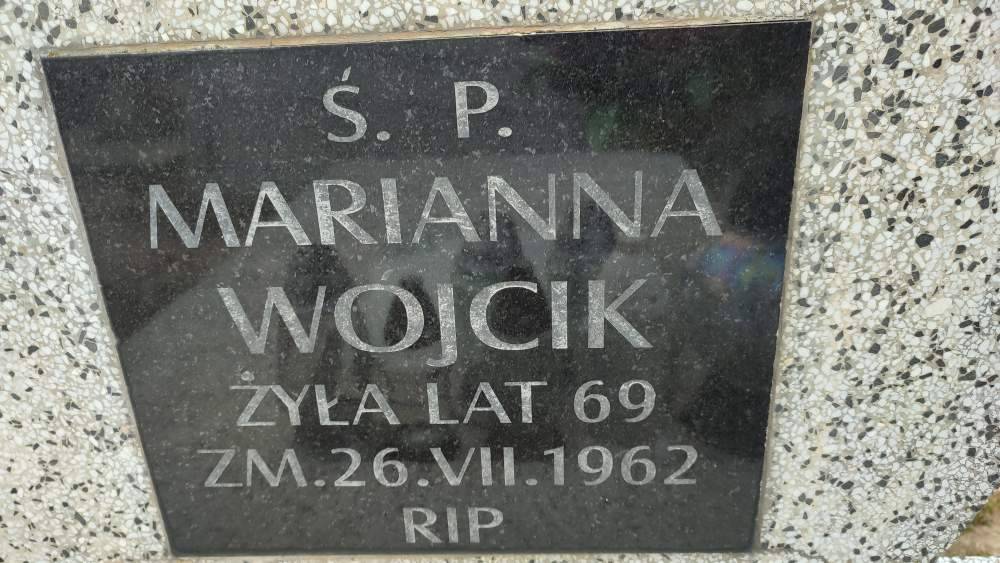 Ś. P.
MARIANNA
WÓJCIK
ŻYŁA LAT 69
ZM.26.VII.1962
RIP